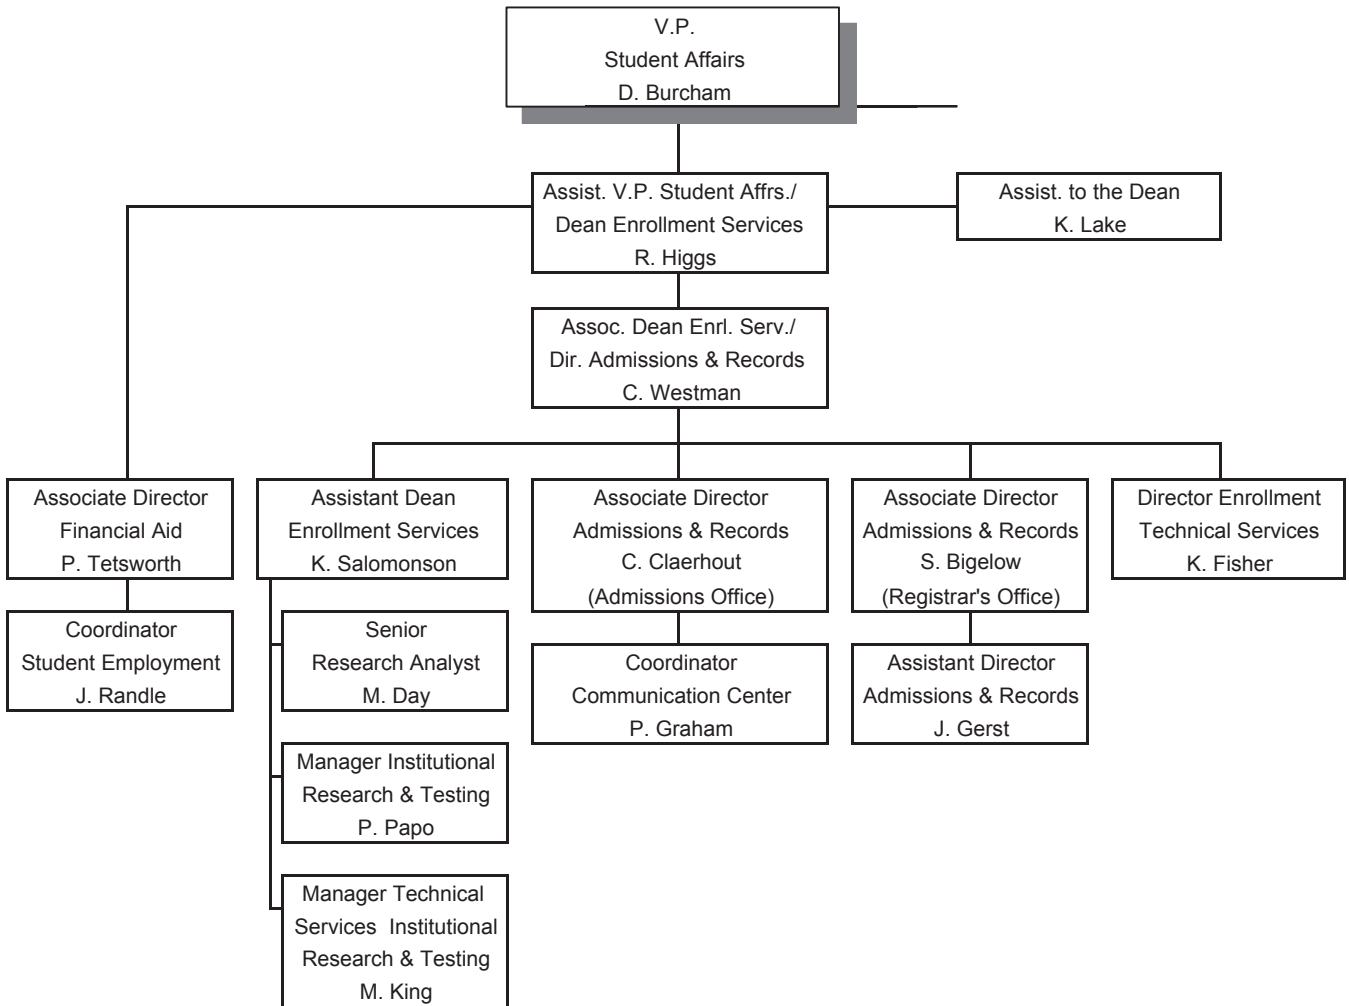 V.P.
Student Affairs
D. Burcham
Assist. V.P. Student Affrs./
Dean Enrollment Services
R. Higgs
Assist. to the Dean
K. Lake
Assoc. Dean Enrl. Serv./
Dir. Admissions & Records
C. Westman
Associate Director
Financial Aid
P. Tetsworth
Coordinator
Student Employment
J. Randle
Assistant Dean
Enrollment Services
K. Salomonson
Senior
Research Analyst
M. Day
Manager Institutional
Research & Testing
P. Papo
Manager Technical
Services Institutional
Research & Testing
M. King
Associate Director
Admissions & Records
C. Claerhout
(Admissions Office)
Coordinator
Communication Center
P. Graham
Associate Director
Admissions & Records
S. Bigelow
(Registrar's Office)
Assistant Director
Admissions & Records
J. Gerst
Director Enrollment
Technical Services
K. Fisher